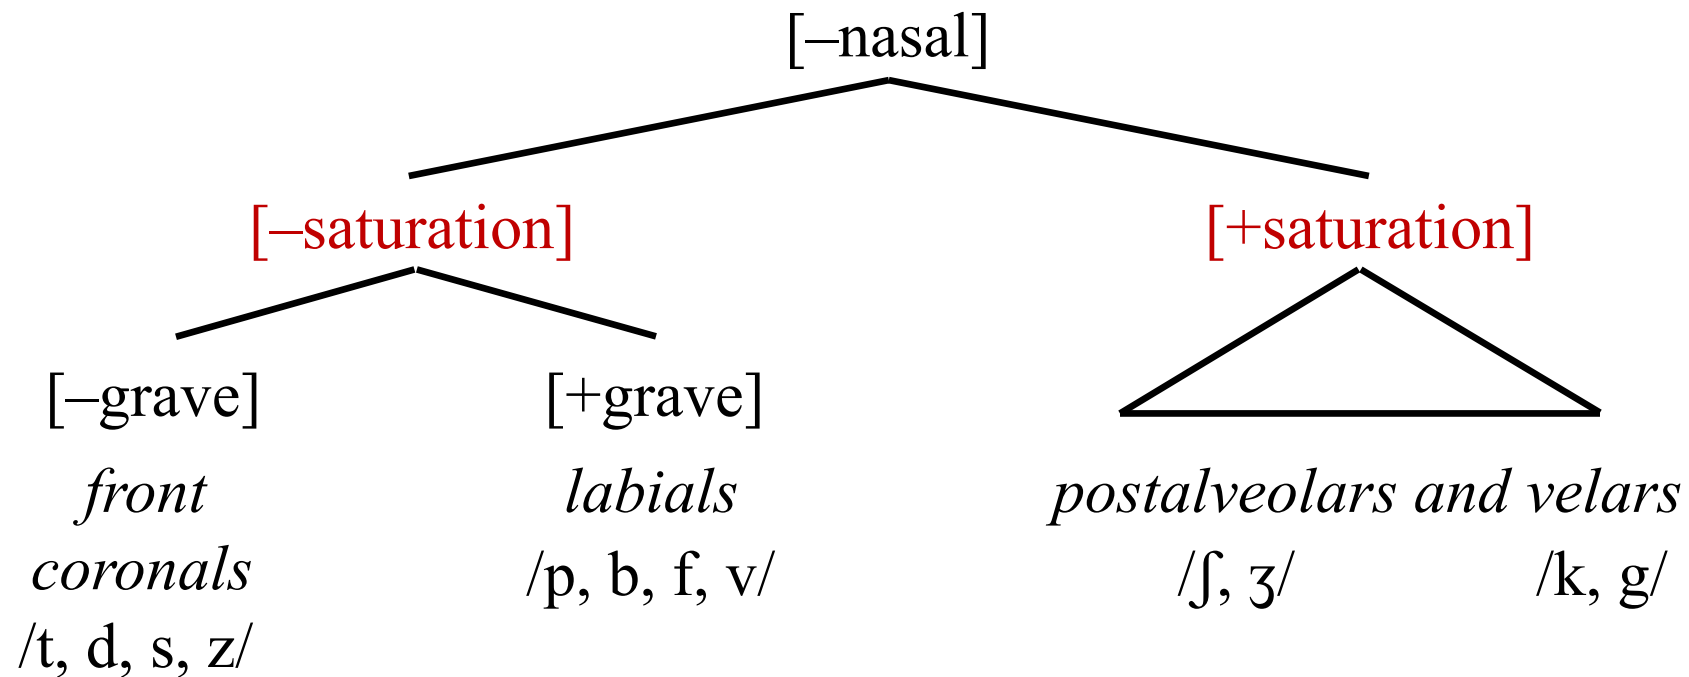 [–nasal]
[–saturation] [+saturation]
[–grave] [+grave]
front labials postalveolars and velars
coronals /p, b, f, v/ /ʃ, ʒ/ /k, g/
/t, d, s, z/